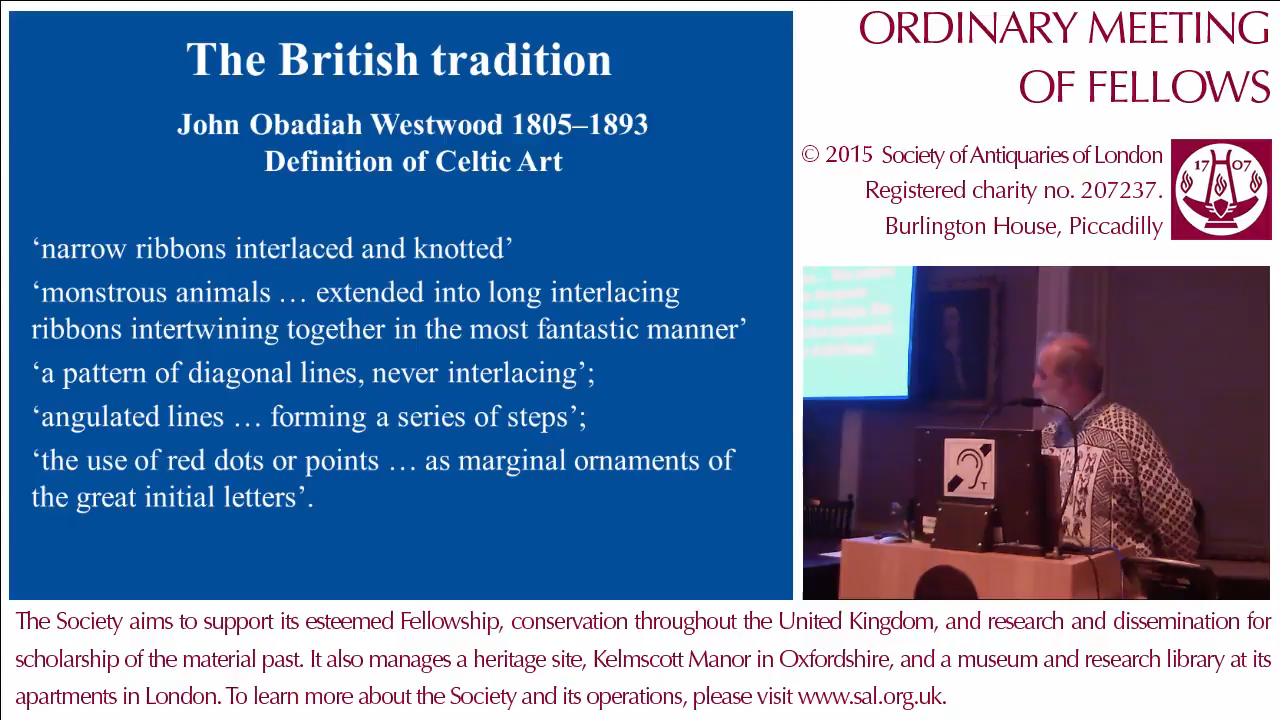 The British tradition
John Obadiah Westwood 1805–1893
Definition of Celtic Art
‘narrow ribbons interlaced and knotted’
‘monstrous animals … extended into long interlacing
ribbons intertwining together in the most fantastic manner’
‘a pattern of diagonal lines, never interlacing’;
‘angulated lines … forming a series of steps’;
‘the use of red dots or points … as marginal ornaments of
the great initial letters’.
ORDINARY MEETING
OF FELLOWS
© 2015 Society of Antiquaries of London
Registered charity no. 207237.
Burlington House, Piccadilly
17 07
T
The Society aims to support its esteemed Fellowship, conservation throughout the United Kingdom, and research and dissemination for
scholarship of the material past. It also manages a heritage site, Kelmscott Manor in Oxfordshire, and a museum and research library at its
apartments in London. To learn more about the Society and its operations, please visit www.sal.org.uk.